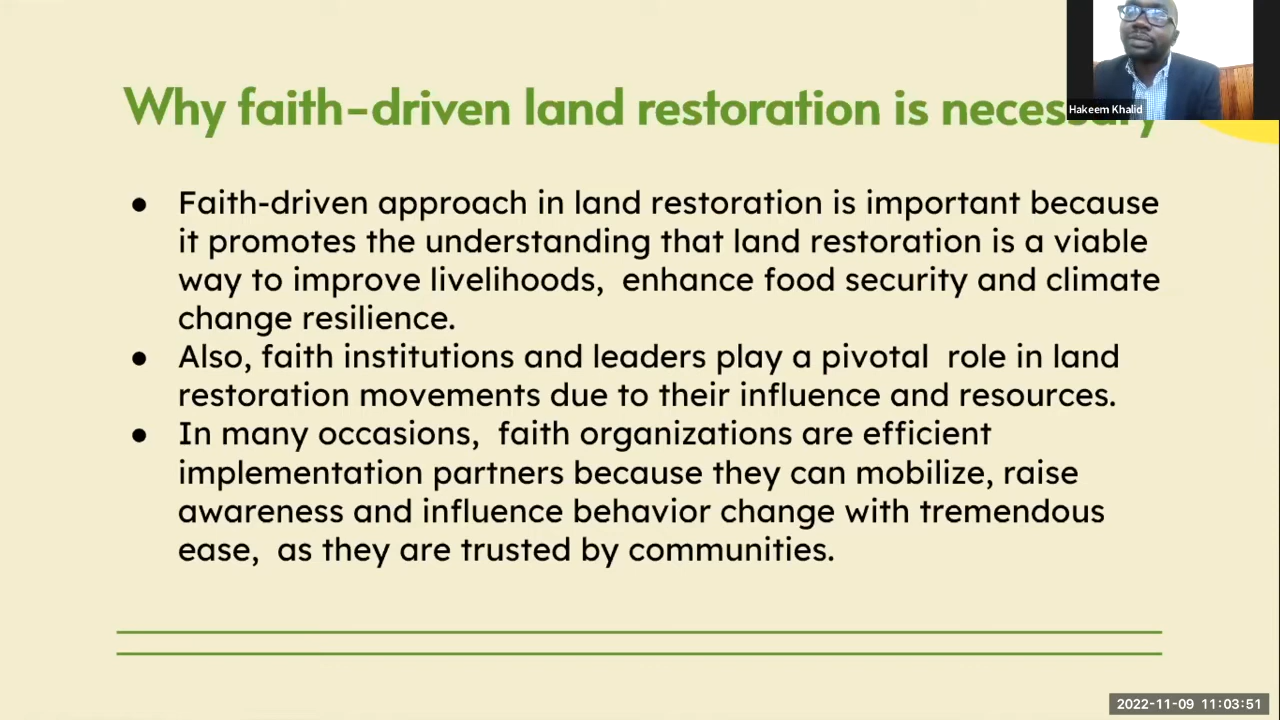 Why faith-driven land restoration is necessary
Hakeem Khalid
● Faith-driven approach in land restoration is important because
it promotes the understanding that land restoration is a viable
way to improve livelihoods,  enhance food security and climate
change resilience.
● Also, faith institutions and leaders play a pivotal  role in land
restoration movements due to their influence and resources.
● In many occasions,  faith organizations are efficient
implementation partners because they can mobilize, raise
awareness and influence behavior change with tremendous
ease,  as they are trusted by communities.
2022-11-09 11:03:51